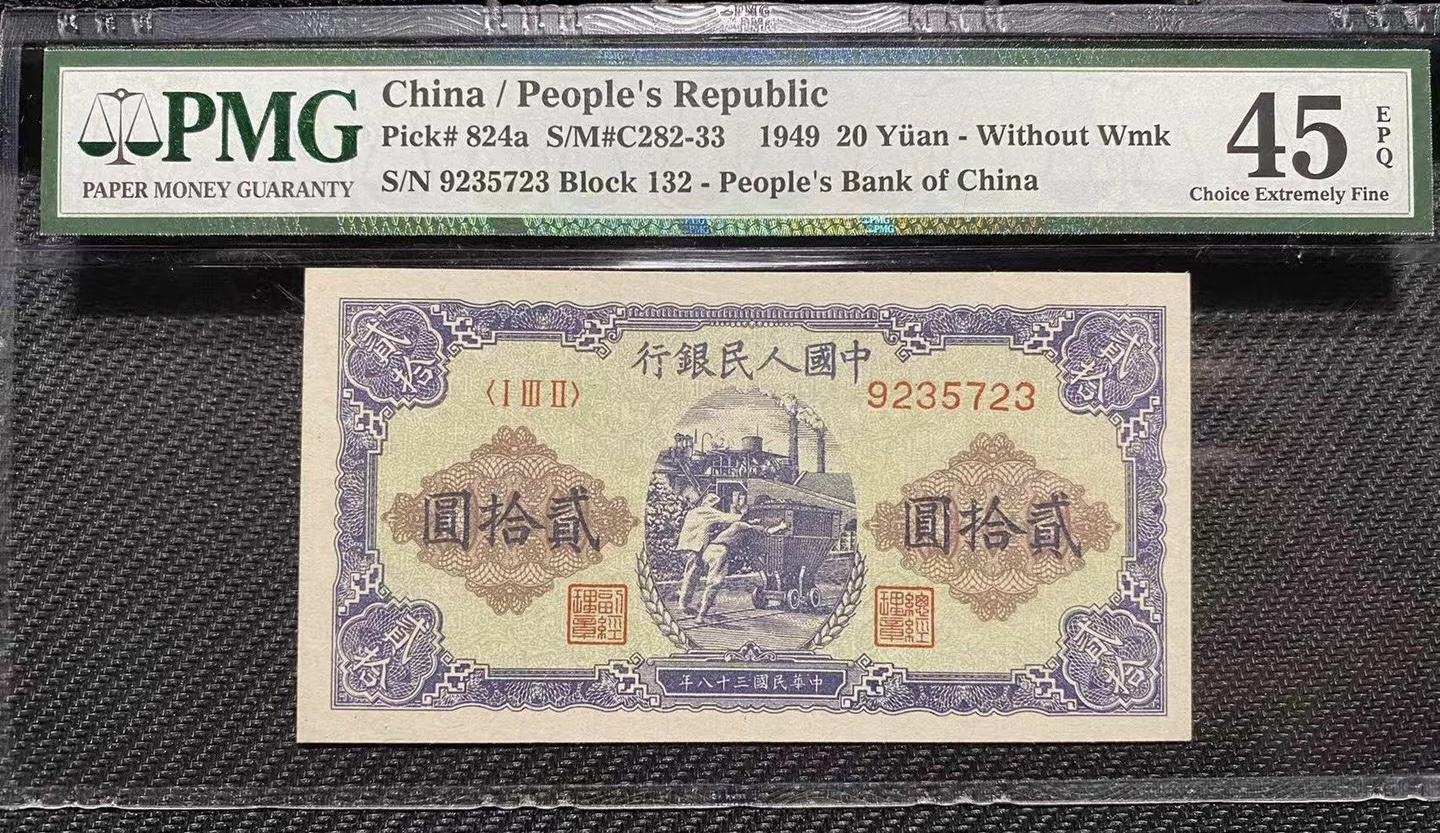 PMG
PAPER MONEY GUARANTY
China / People's Republic
Pick# 824a S/M#C282-33 1949 20 Yüan - Without Wmk
S/N 9235723 Block 132 - People's Bank of China
45
EPQ
Choice Extremely Fine
貳拾
貳拾
中國人民銀行
〈I III II〉
9235723
貳拾圓
貳拾圓
副經理章
總經理章
貳拾
貳拾
中華民國三十八年